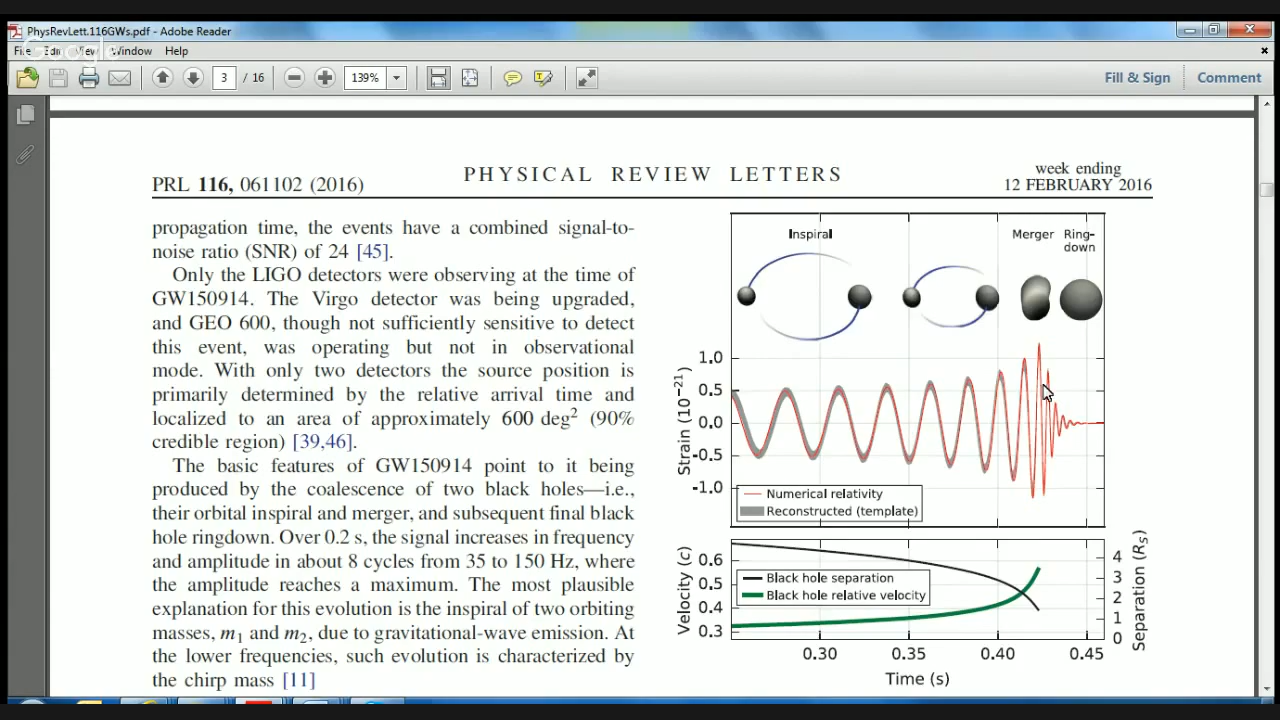 PhysRevLett.116GWs.pdf - Adobe Reader
File Edit View Window Help
Google
3 / 16 139% Fill & Sign Comment
PRL 116, 061102 (2016) PHYSICAL REVIEW LETTERS week ending
12 FEBRUARY 2016
propagation time, the events have a combined signal-to-
noise ratio (SNR) of 24 [45].
Only the LIGO detectors were observing at the time of
GW150914. The Virgo detector was being upgraded,
and GEO 600, though not sufficiently sensitive to detect
this event, was operating but not in observational
mode. With only two detectors the source position is
primarily determined by the relative arrival time and
localized to an area of approximately 600 deg² (90%
credible region) [39,46].
The basic features of GW150914 point to it being
produced by the coalescence of two black holes—i.e.,
their orbital inspiral and merger, and subsequent final black
hole ringdown. Over 0.2 s, the signal increases in frequency
and amplitude in about 8 cycles from 35 to 150 Hz, where
the amplitude reaches a maximum. The most plausible
explanation for this evolution is the inspiral of two orbiting
masses, m₁ and m₂, due to gravitational-wave emission. At
the lower frequencies, such evolution is characterized by
the chirp mass [11]
Inspiral Merger Ring-
down
Strain (10⁻²¹)
1.0
0.5
0.0
-0.5
-1.0
Numerical relativity
Reconstructed (template)
Velocity (c)
0.6
0.5
0.4
0.3
Black hole separation
Black hole relative velocity
4
3
2
1
0
Separation (R_S)
0.30 0.35 0.40 0.45
Time (s)